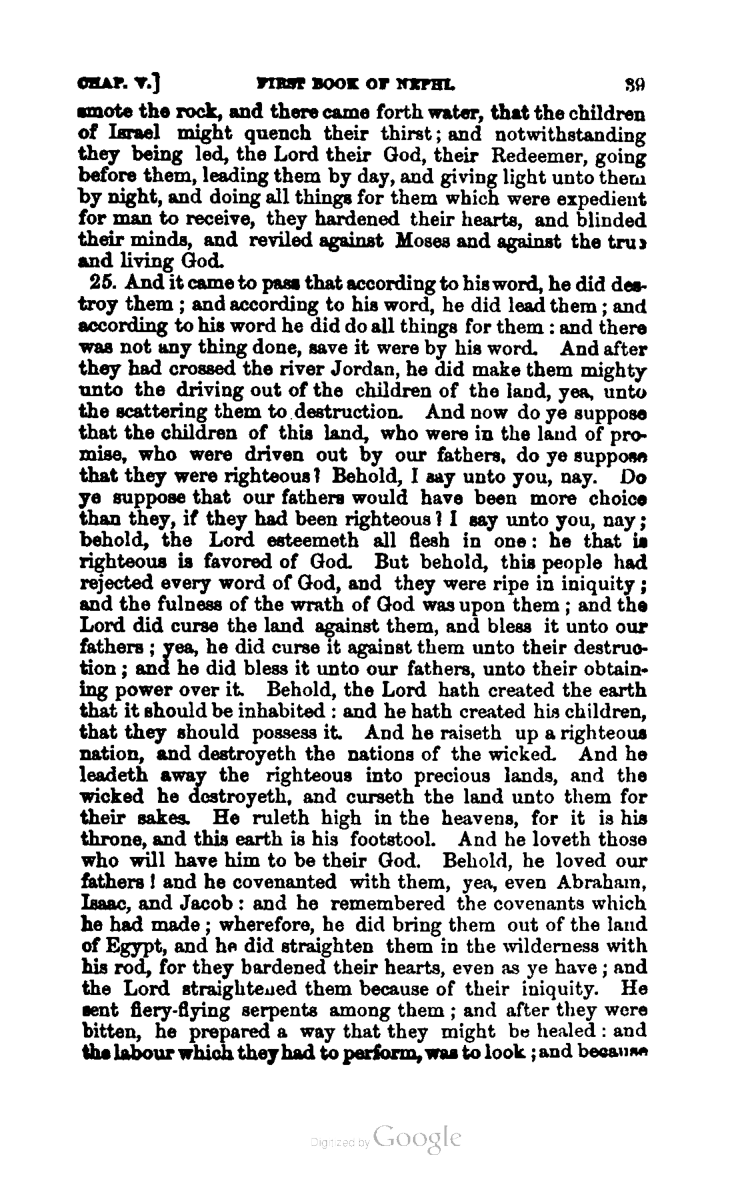 CHAP. V.] FIRST BOOK OF NEPHI. 39
smote the rock, and there came forth water, that the children
of Israel might quench their thirst; and notwithstanding
they being led, the Lord their God, their Redeemer, going
before them, leading them by day, and giving light unto them
by night, and doing all things for them which were expedient
for man to receive, they hardened their hearts, and blinded
their minds, and reviled against Moses and against the true
and living God.
25. And it came to pass that according to his word, he did des-
troy them; and according to his word, he did lead them; and
according to his word he did do all things for them: and there
was not any thing done, save it were by his word. And after
they had crossed the river Jordan, he did make them mighty
unto the driving out of the children of the land, yea, unto
the scattering them to destruction. And now do ye suppose
that the children of this land, who were in the land of pro-
mise, who were driven out by our fathers, do ye suppose
that they were righteous? Behold, I say unto you, nay. Do
ye suppose that our fathers would have been more choice
than they, if they had been righteous? I say unto you, nay;
behold, the Lord esteemeth all flesh in one: he that is
righteous is favored of God. But behold, this people had
rejected every word of God, and they were ripe in iniquity;
and the fulness of the wrath of God was upon them; and the
Lord did curse the land against them, and bless it unto our
fathers; yea, he did curse it against them unto their destruc-
tion; and he did bless it unto our fathers, unto their obtain-
ing power over it. Behold, the Lord hath created the earth
that it should be inhabited: and he hath created his children,
that they should possess it. And he raiseth up a righteous
nation, and destroyeth the nations of the wicked. And he
leadeth away the righteous into precious lands, and the
wicked he destroyeth, and curseth the land unto them for
their sakes. He ruleth high in the heavens, for it is his
throne, and this earth is his footstool. And he loveth those
who will have him to be their God. Behold, he loved our
fathers! and he covenanted with them, yea, even Abraham,
Isaac, and Jacob: and he remembered the covenants which
he had made; wherefore, he did bring them out of the land
of Egypt, and he did straighten them in the wilderness with
his rod, for they hardened their hearts, even as ye have; and
the Lord straightened them because of their iniquity. He
sent fiery-flying serpents among them; and after they were
bitten, he prepared a way that they might be healed: and
the labour which they had to perform, was to look; and because
Digitized by Google